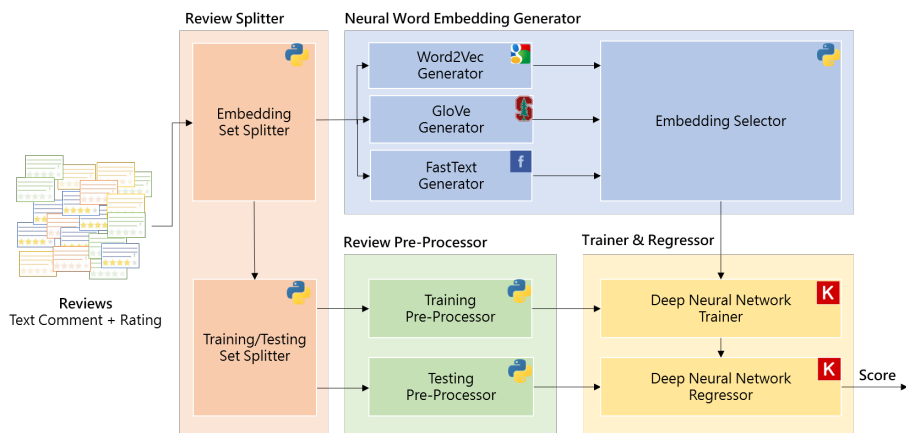 Review Splitter
Neural Word Embedding Generator
Embedding
Set Splitter
Word2Vec
Generator
GloVe
Generator
FastText
Generator
Embedding Selector
Reviews
Text Comment + Rating
Review Pre-Processor
Trainer & Regressor
Training/Testing
Set Splitter
Training
Pre-Processor
Testing
Pre-Processor
Deep Neural Network
Trainer
Deep Neural Network
Regressor
Score